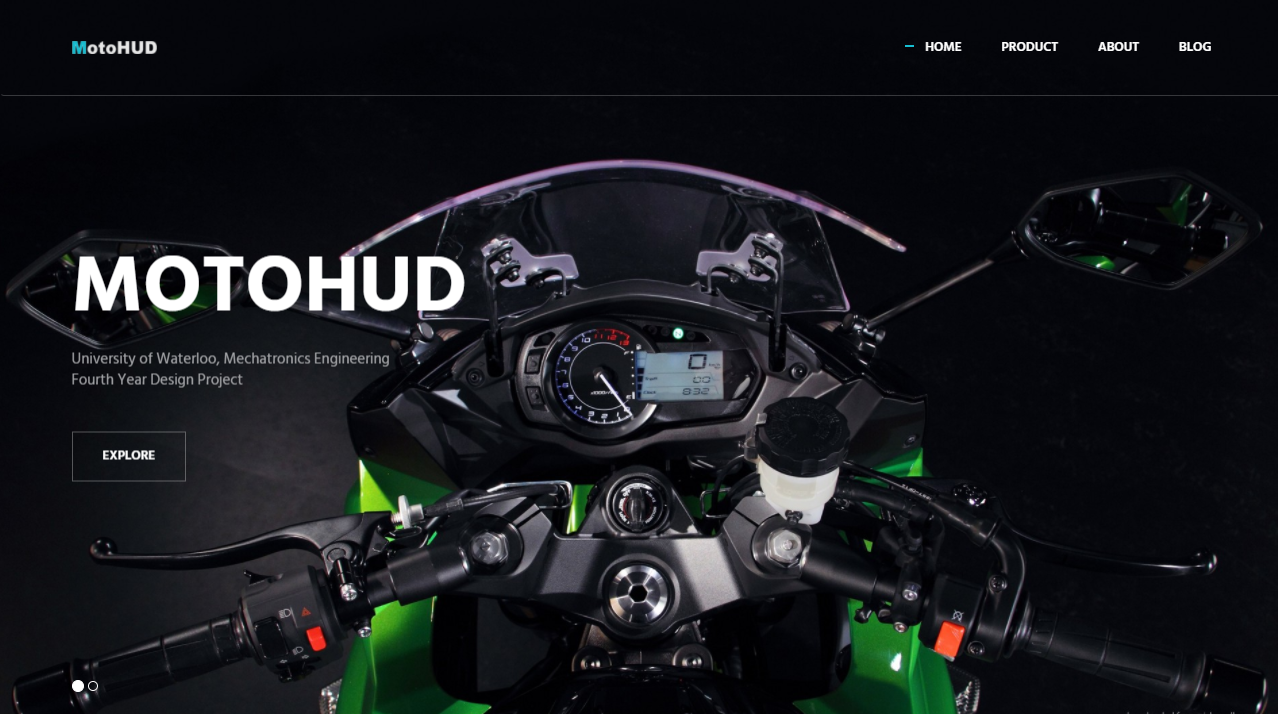 MotoHUD
HOME PRODUCT ABOUT BLOG
MOTOHUD
University of Waterloo, Mechatronics Engineering
Fourth Year Design Project
EXPLORE